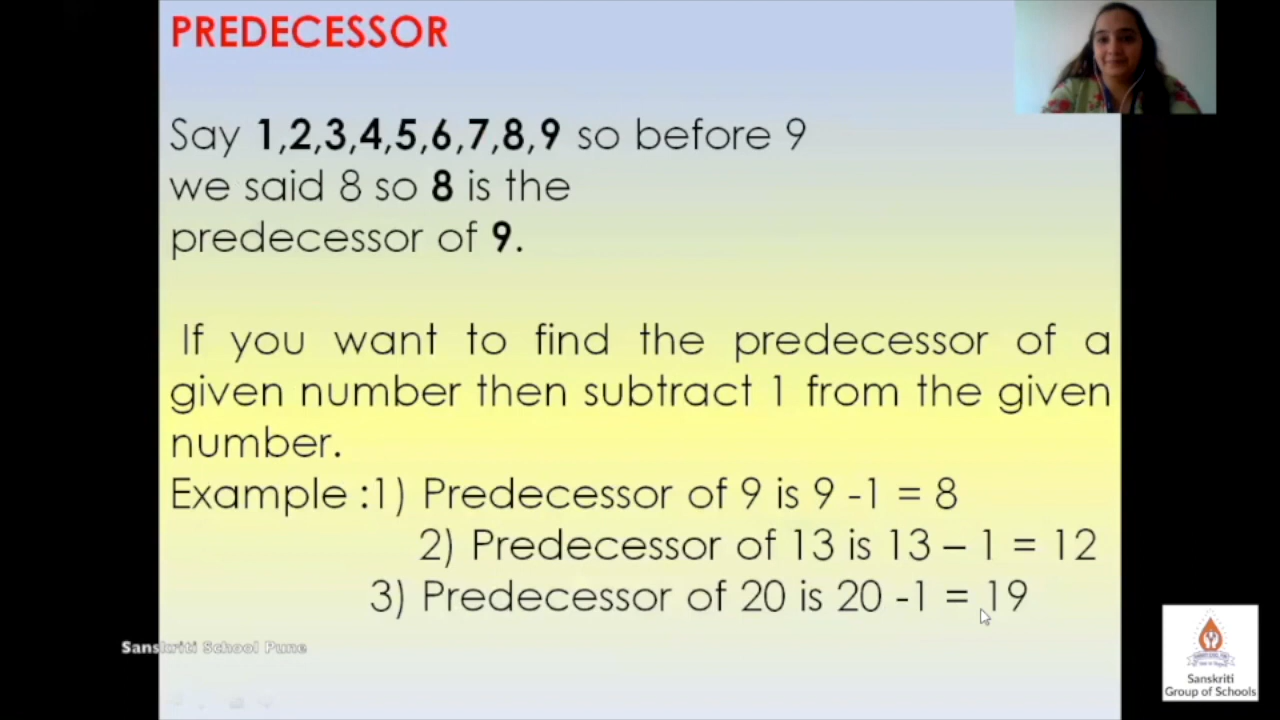 PREDECESSOR
Say 1,2,3,4,5,6,7,8,9 so before 9
we said 8 so 8 is the
predecessor of 9.
If you want to find the predecessor of a
given number then subtract 1 from the given
number.
Example :1) Predecessor of 9 is 9 -1 = 8
2) Predecessor of 13 is 13 – 1 = 12
3) Predecessor of 20 is 20 -1 = 19
Sanskriti School Pune
Sanskriti
Group of Schools